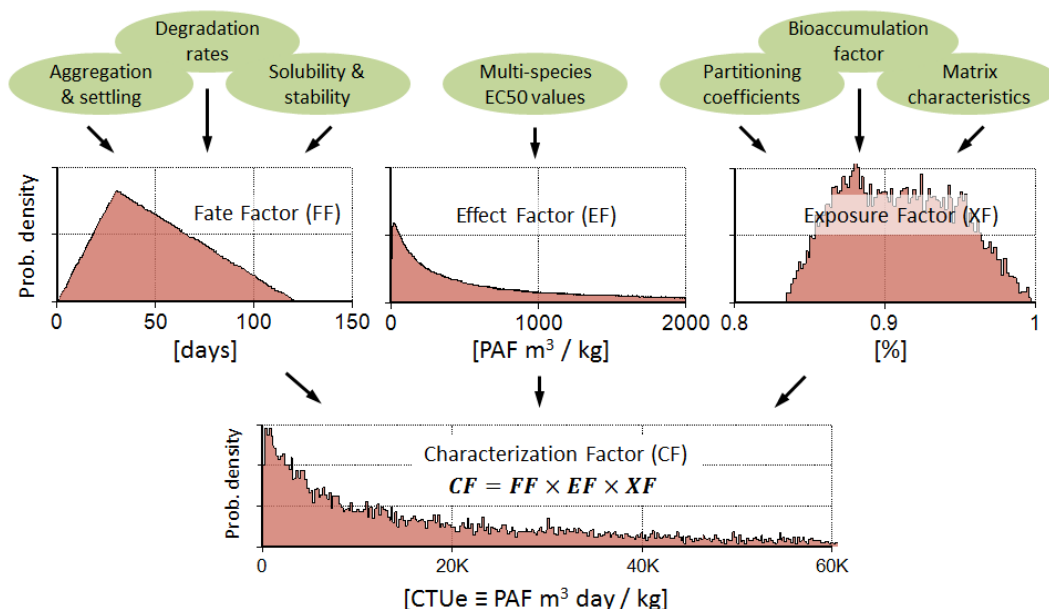 Degradation
rates
Aggregation
& settling
Solubility &
stability
Multi-species
EC50 values
Bioaccumulation
factor
Partitioning
coefficients
Matrix
characteristics
Prob. density
Fate Factor (FF)
0 50 100 150
[days]
Effect Factor (EF)
0 1000 2000
[PAF m³ / kg]
Exposure Factor (XF)
0.8 0.9 1
[%]
Prob. density
Characterization Factor (CF)
CF = FF × EF × XF
0 20K 40K 60K
[CTUe ≡ PAF m³ day / kg]